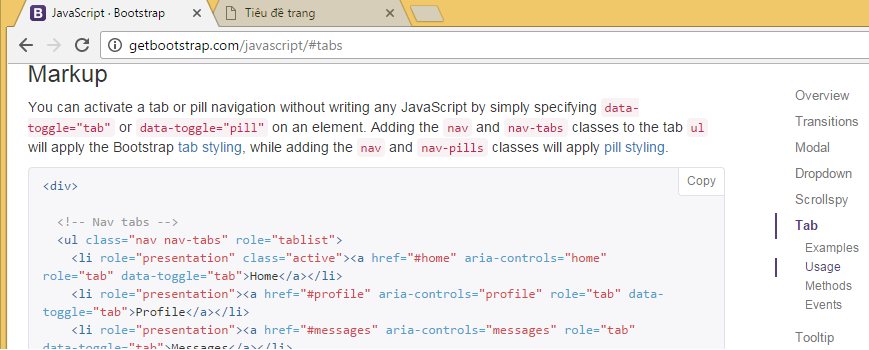 JavaScript · Bootstrap
Tiêu đề trang
getbootstrap.com/javascript/#tabs
Markup
You can activate a tab or pill navigation without writing any JavaScript by simply specifying data-
toggle="tab" or data-toggle="pill" on an element. Adding the nav and nav-tabs classes to the tab ul
will apply the Bootstrap tab styling, while adding the nav and nav-pills classes will apply pill styling.
Copy
<div>
<!-- Nav tabs -->
<ul class="nav nav-tabs" role="tablist">
<li role="presentation" class="active"><a href="#home" aria-controls="home"
role="tab" data-toggle="tab">Home</a></li>
<li role="presentation"><a href="#profile" aria-controls="profile" role="tab" data-
toggle="tab">Profile</a></li>
<li role="presentation"><a href="#messages" aria-controls="messages" role="tab"
data-toggle="tab">Messages</a></li>
Overview
Transitions
Modal
Dropdown
Scrollspy
Tab
Examples
Usage
Methods
Events
Tooltip